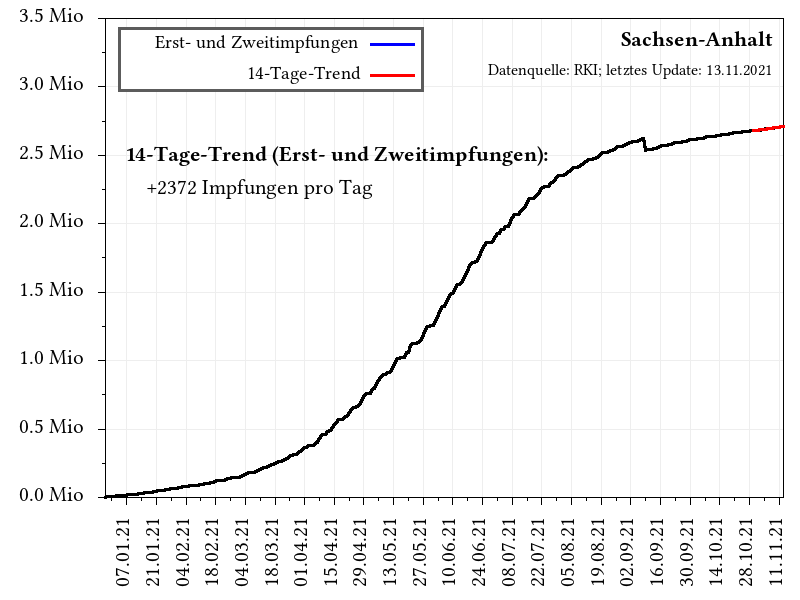 3.5 Mio
3.0 Mio
2.5 Mio
2.0 Mio
1.5 Mio
1.0 Mio
0.5 Mio
0.0 Mio
Erst- und Zweitimpfungen
14-Tage-Trend
Sachsen-Anhalt
Datenquelle: RKI; letztes Update: 13.11.2021
14-Tage-Trend (Erst- und Zweitimpfungen):
+2372 Impfungen pro Tag
07.01.21
21.01.21
04.02.21
18.02.21
04.03.21
18.03.21
01.04.21
15.04.21
29.04.21
13.05.21
27.05.21
10.06.21
24.06.21
08.07.21
22.07.21
05.08.21
19.08.21
02.09.21
16.09.21
30.09.21
14.10.21
28.10.21
11.11.21